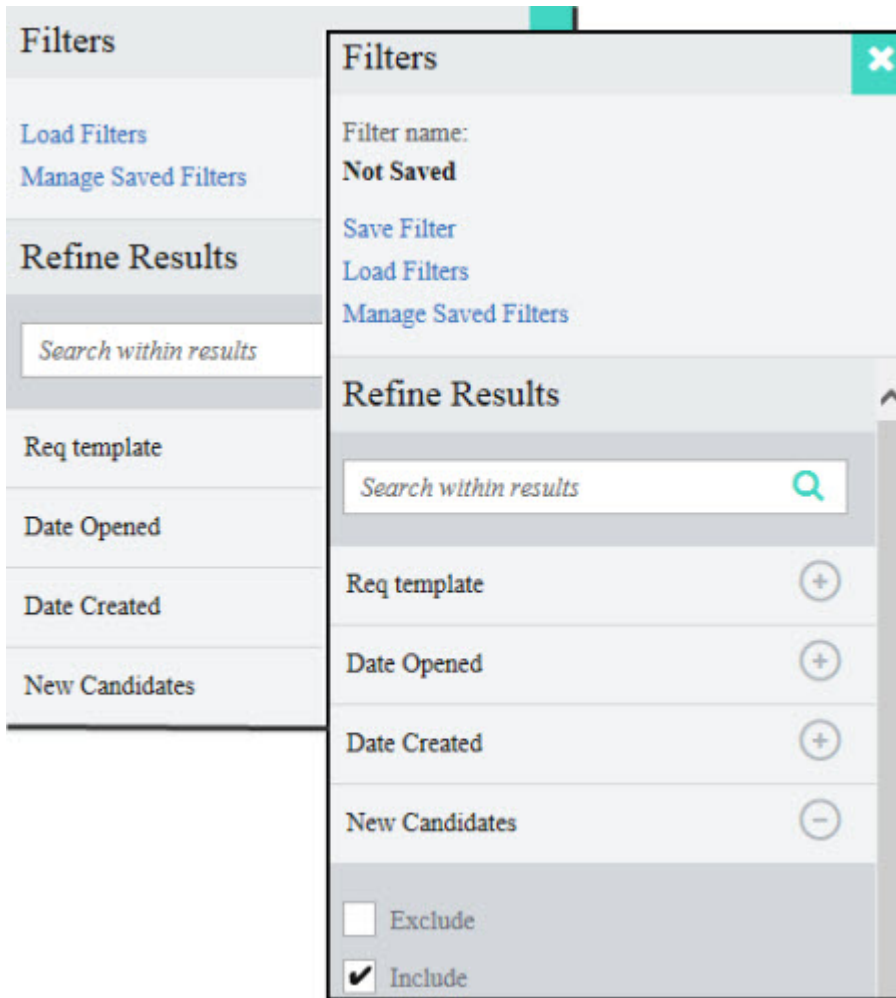 Filters
Load Filters
Manage Saved Filters
Refine Results
Search within results
Req template
Date Opened
Date Created
New Candidates
Filters
Filter name:
Not Saved
Save Filter
Load Filters
Manage Saved Filters
Refine Results
Search within results
Req template
Date Opened
Date Created
New Candidates
Exclude
Include